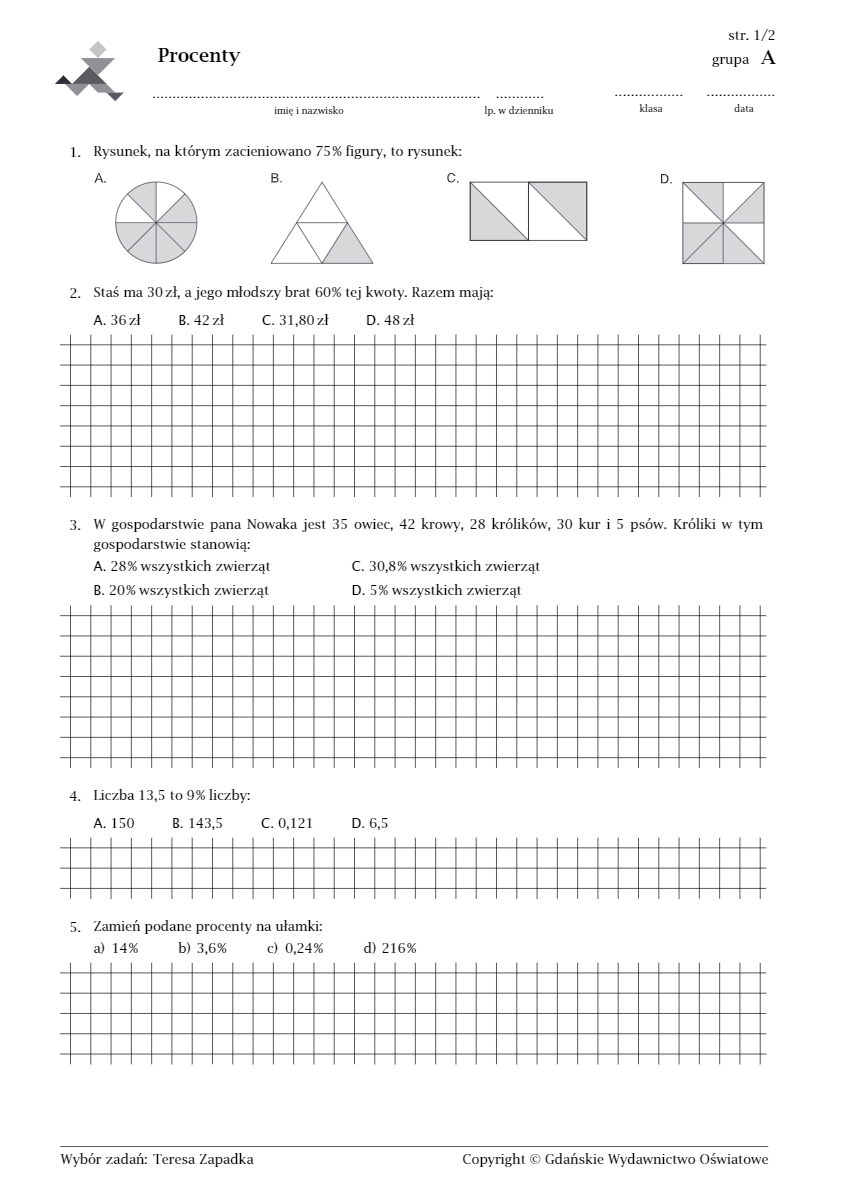 str. 1/2
Procenty
grupa A
imię i nazwisko lp. w dzienniku klasa data
1. Rysunek, na którym zacieniowano 75% figury, to rysunek:
A. B. C. D.
2. Staś ma 30 zł, a jego młodszy brat 60% tej kwoty. Razem mają:
A. 36 zł B. 42 zł C. 31,80 zł D. 48 zł
3. W gospodarstwie pana Nowaka jest 35 owiec, 42 krowy, 28 królików, 30 kur i 5 psów. Króliki w tym
gospodarstwie stanowią:
A. 28% wszystkich zwierząt C. 30,8% wszystkich zwierząt
B. 20% wszystkich zwierząt D. 5% wszystkich zwierząt
4. Liczba 13,5 to 9% liczby:
A. 150 B. 143,5 C. 0,121 D. 6,5
5. Zamień podane procenty na ułamki:
a) 14% b) 3,6% c) 0,24% d) 216%
Wybór zadań: Teresa Zapadka Copyright © Gdańskie Wydawnictwo Oświatowe